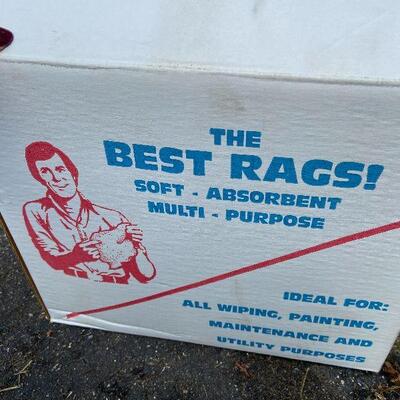 THE
BEST RAGS!
SOFT - ABSORBENT
MULTI - PURPOSE
IDEAL FOR:
ALL WIPING, PAINTING,
MAINTENANCE AND
UTILITY PURPOSES